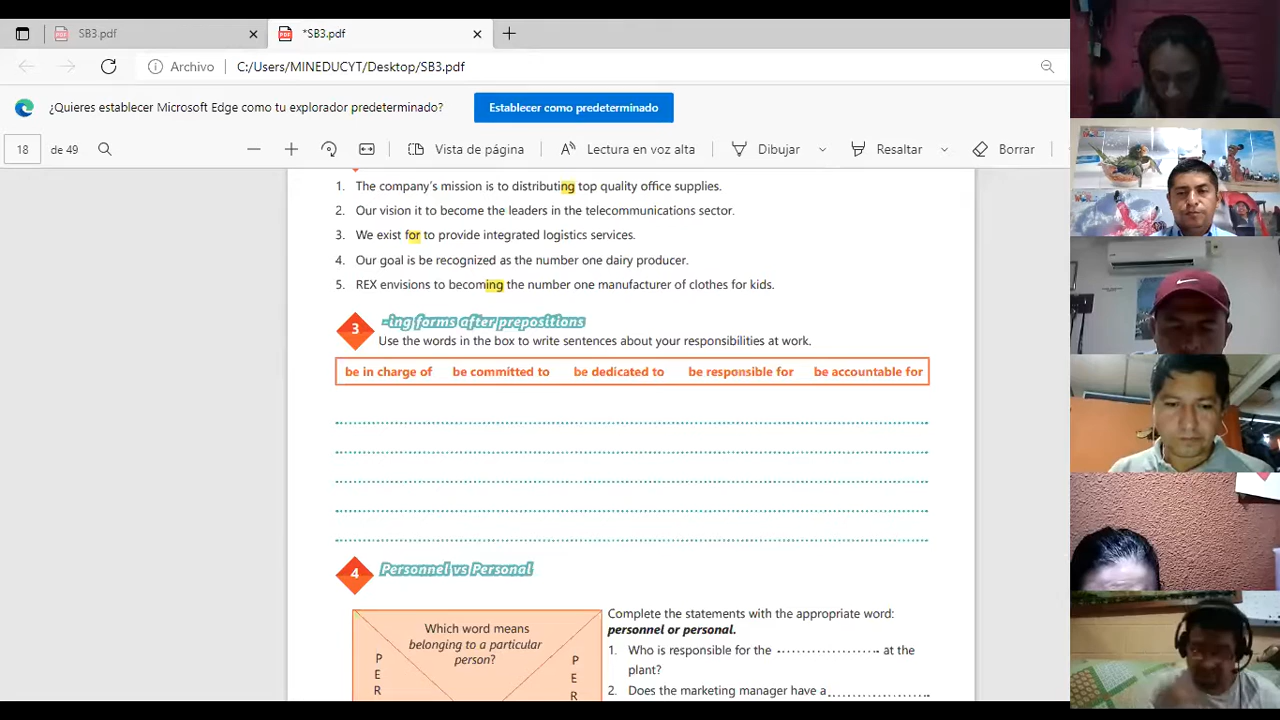 SB3.pdf
*SB3.pdf
Archivo C:/Users/MINEDUCYT/Desktop/SB3.pdf
¿Quieres establecer Microsoft Edge como tu explorador predeterminado? Establecer como predeterminado
18 de 49 Vista de página Lectura en voz alta Dibujar Resaltar Borrar
1. The company's mission is to distributing top quality office supplies.
2. Our vision it to become the leaders in the telecommunications sector.
3. We exist for to provide integrated logistics services.
4. Our goal is be recognized as the number one dairy producer.
5. REX envisions to becoming the number one manufacturer of clothes for kids.
3 -ing forms after prepositions
Use the words in the box to write sentences about your responsibilities at work.
be in charge of be committed to be dedicated to be responsible for be accountable for
4 Personnel vs Personal
Which word means
belonging to a particular
person?
P
E
R
P
E
R
Complete the statements with the appropriate word:
personnel or personal.
1. Who is responsible for the at the
plant?
2. Does the marketing manager have a